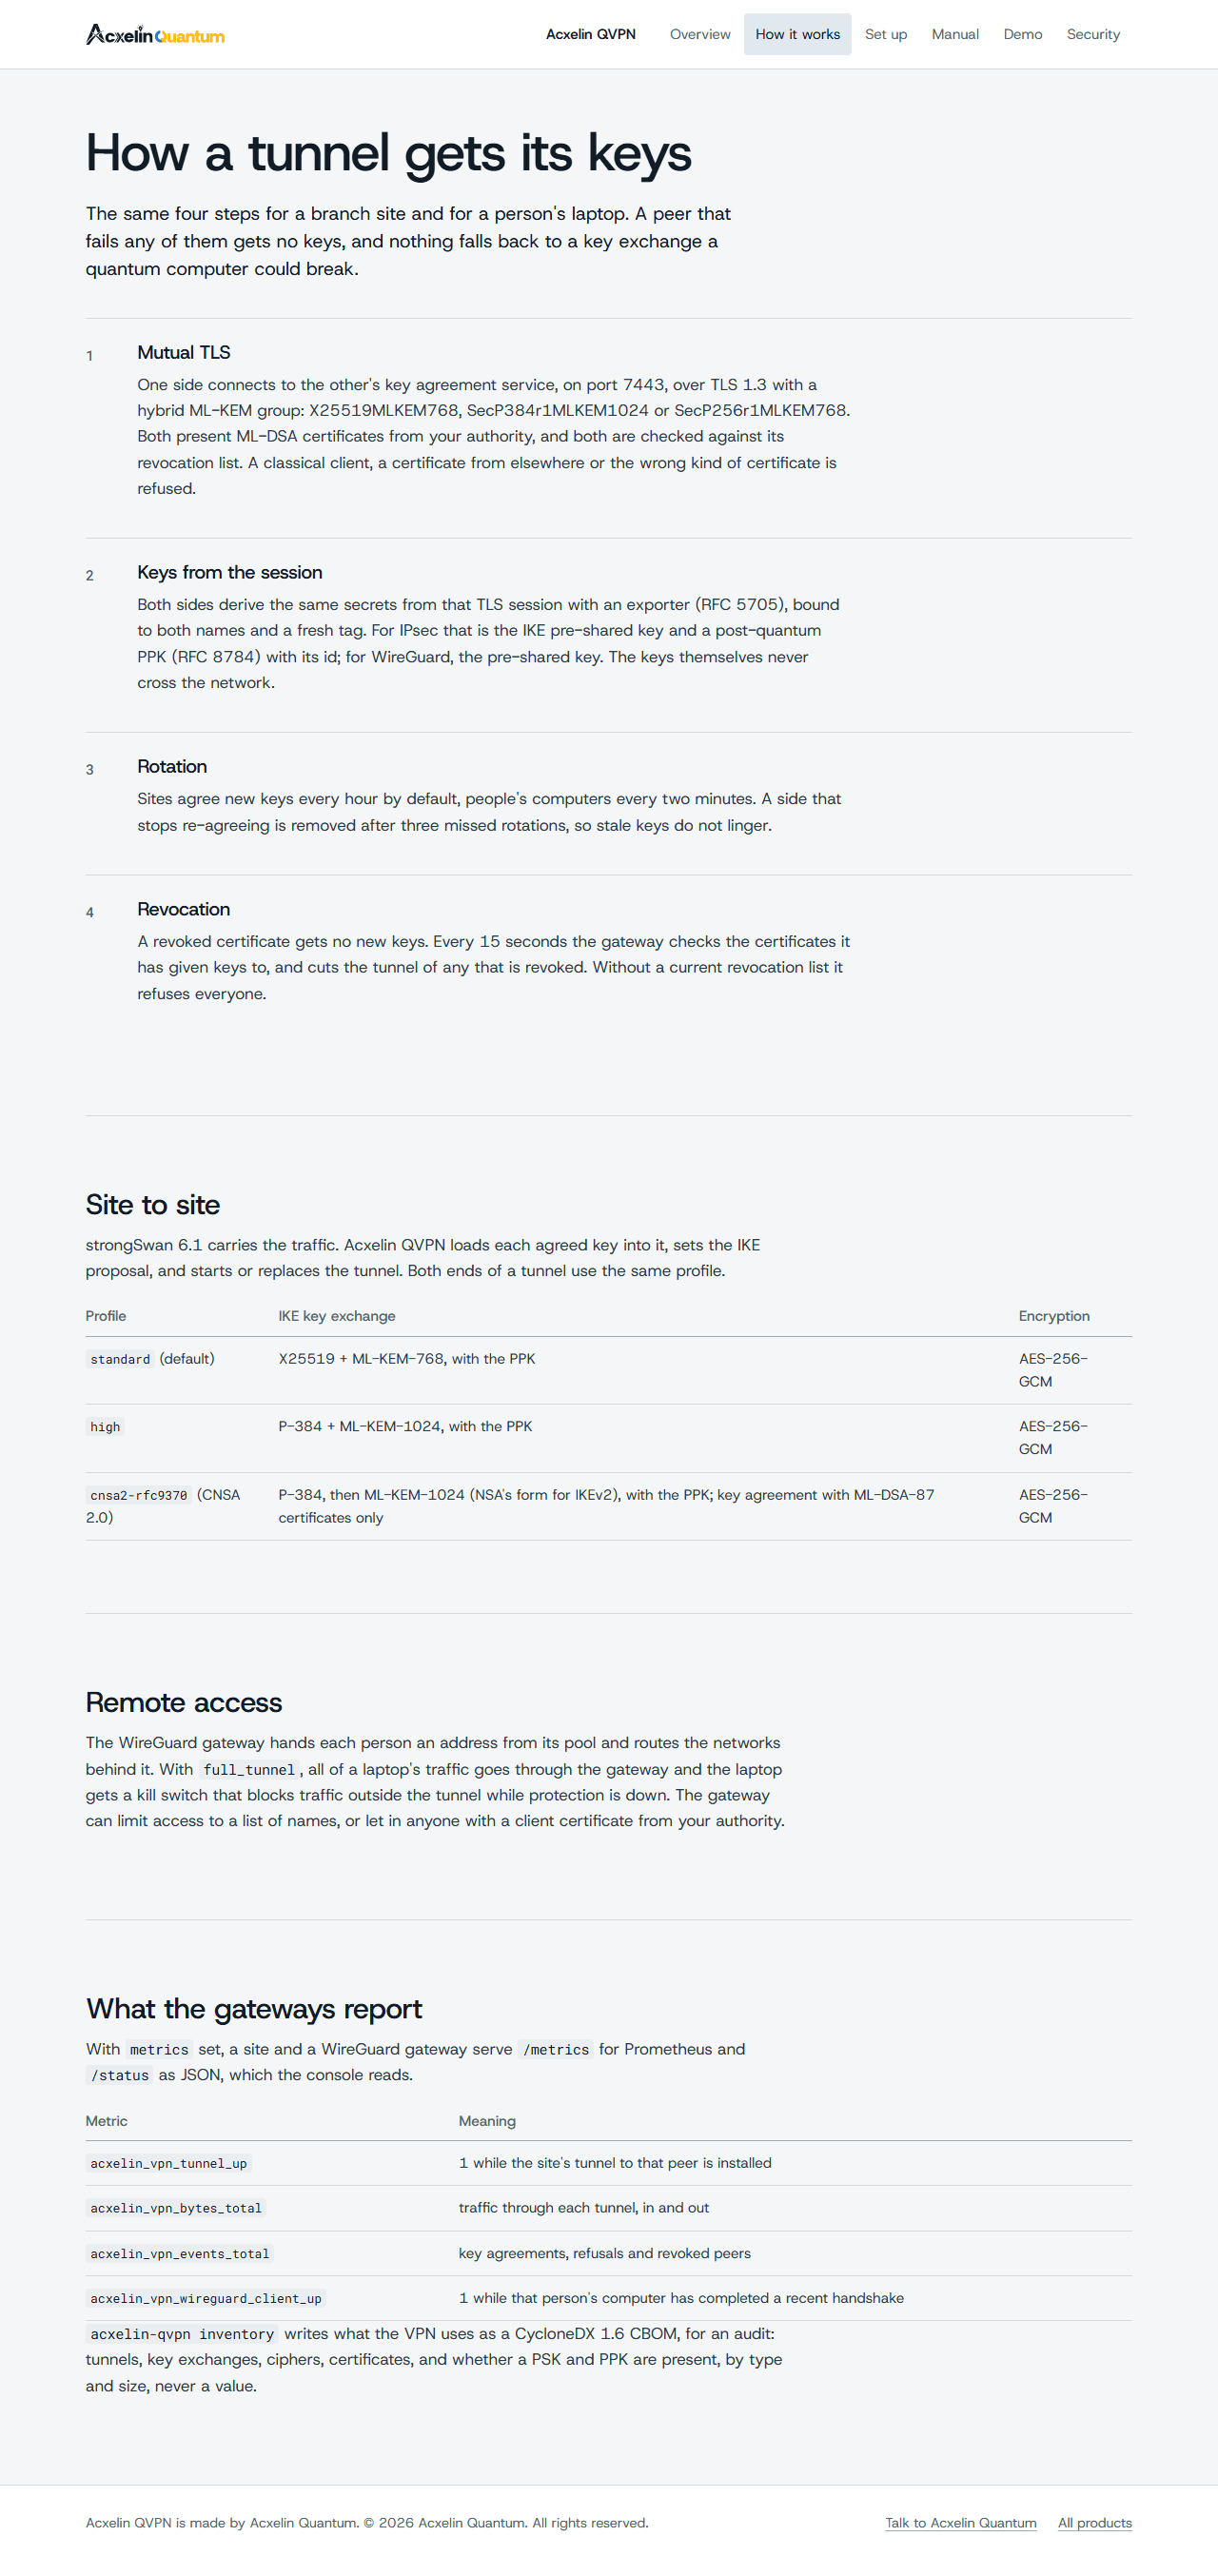 Acxelin Quantum
Acxelin QVPN Overview How it works Set up Manual Demo Security
How a tunnel gets its keys
The same four steps for a branch site and for a person's laptop. A peer that
fails any of them gets no keys, and nothing falls back to a key exchange a
quantum computer could break.
1 Mutual TLS
One side connects to the other's key agreement service, on port 7443, over TLS 1.3 with a
hybrid ML-KEM group: X25519MLKEM768, SecP384r1MLKEM1024 or SecP256r1MLKEM768.
Both present ML-DSA certificates from your authority, and both are checked against its
revocation list. A classical client, a certificate from elsewhere or the wrong kind of certificate is
refused.
2 Keys from the session
Both sides derive the same secrets from that TLS session with an exporter (RFC 5705), bound
to both names and a fresh tag. For IPsec that is the IKE pre-shared key and a post-quantum
PPK (RFC 8784) with its id; for WireGuard, the pre-shared key. The keys themselves never
cross the network.
3 Rotation
Sites agree new keys every hour by default, people's computers every two minutes. A side that
stops re-agreeing is removed after three missed rotations, so stale keys do not linger.
4 Revocation
A revoked certificate gets no new keys. Every 15 seconds the gateway checks the certificates it
has given keys to, and cuts the tunnel of any that is revoked. Without a current revocation list it
refuses everyone.
Site to site
strongSwan 6.1 carries the traffic. Acxelin QVPN loads each agreed key into it, sets the IKE
proposal, and starts or replaces the tunnel. Both ends of a tunnel use the same profile.
Profile IKE key exchange Encryption
standard (default) X25519 + ML-KEM-768, with the PPK AES-256-
GCM
high P-384 + ML-KEM-1024, with the PPK AES-256-
GCM
cnsa2-rfc9370 (CNSA P-384, then ML-KEM-1024 (NSA's form for IKEv2), with the PPK; key agreement with ML-DSA-87 AES-256-
2.0) certificates only GCM
Remote access
The WireGuard gateway hands each person an address from its pool and routes the networks
behind it. With full_tunnel, all of a laptop's traffic goes through the gateway and the laptop
gets a kill switch that blocks traffic outside the tunnel while protection is down. The gateway
can limit access to a list of names, or let in anyone with a client certificate from your authority.
What the gateways report
With metrics set, a site and a WireGuard gateway serve /metrics for Prometheus and
/status as JSON, which the console reads.
Metric Meaning
acxelin_vpn_tunnel_up 1 while the site's tunnel to that peer is installed
acxelin_vpn_bytes_total traffic through each tunnel, in and out
acxelin_vpn_events_total key agreements, refusals and revoked peers
acxelin_vpn_wireguard_client_up 1 while that person's computer has completed a recent handshake
acxelin-qvpn inventory writes what the VPN uses as a CycloneDX 1.6 CBOM, for an audit:
tunnels, key exchanges, ciphers, certificates, and whether a PSK and PPK are present, by type
and size, never a value.
Acxelin QVPN is made by Acxelin Quantum. © 2026 Acxelin Quantum. All rights reserved. Talk to Acxelin Quantum All products